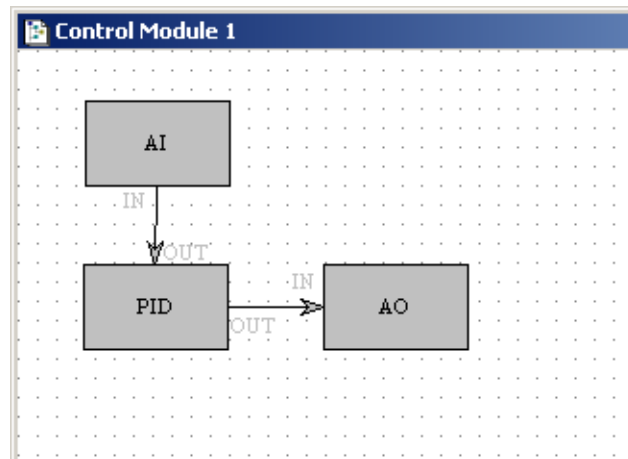 Control Module 1
AI
IN
OUT
PID
IN
OUT
AO